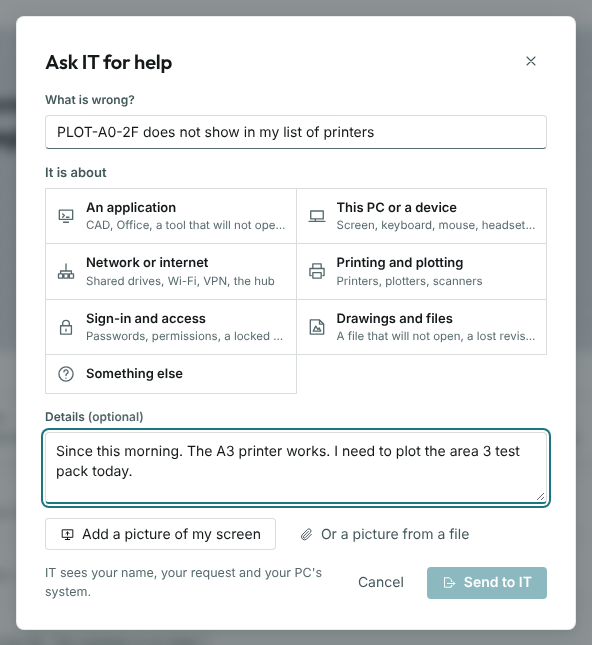 Ask IT for help
What is wrong?
PLOT-A0-2F does not show in my list of printers
It is about
An application
CAD, Office, a tool that will not ope...
This PC or a device
Screen, keyboard, mouse, headset...
Network or internet
Shared drives, Wi-Fi, VPN, the hub
Printing and plotting
Printers, plotters, scanners
Sign-in and access
Passwords, permissions, a locked ...
Drawings and files
A file that will not open, a lost revis...
Something else
Details (optional)
Since this morning. The A3 printer works. I need to plot the area 3 test
pack today.
Add a picture of my screen
Or a picture from a file
IT sees your name, your request and your PC's
system.
Cancel
Send to IT